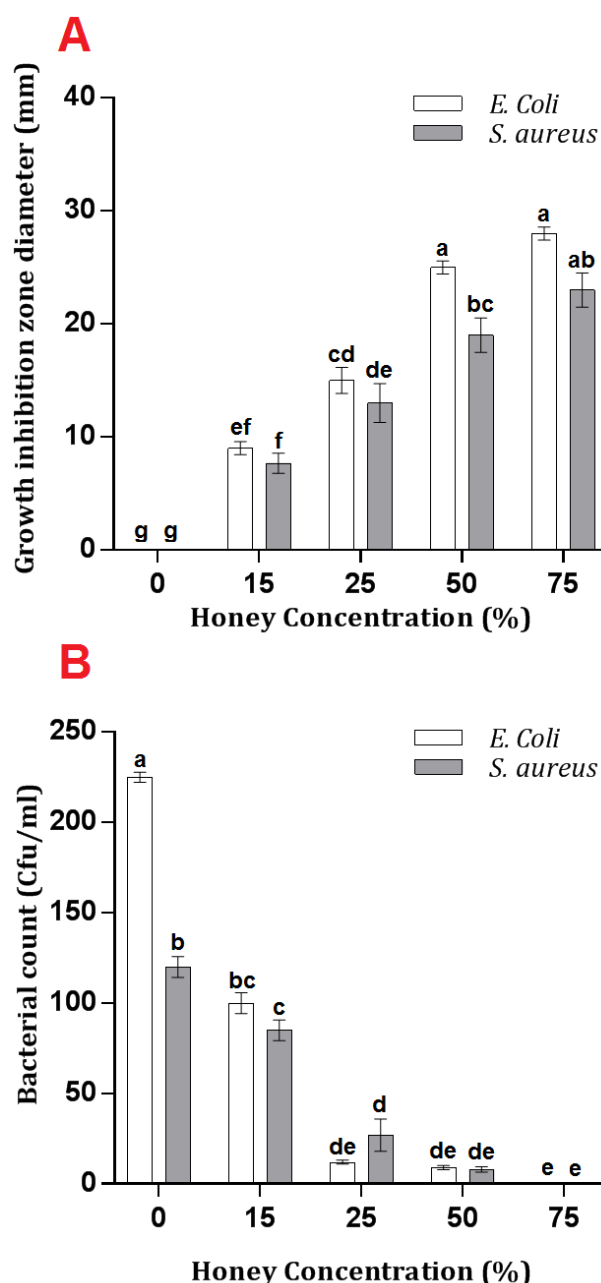 A
Growth inhibition zone diameter (mm)
40
30
20
10
0
E. Coli
S. aureus
g g
ef
f
cd
de
a
bc
a
ab
0 15 25 50 75
Honey Concentration (%)
B
Bacterial count (Cfu/ml)
250
200
150
100
50
0
E. Coli
S. aureus
a
b
bc
c
de
d
de de
e e
0 15 25 50 75
Honey Concentration (%)